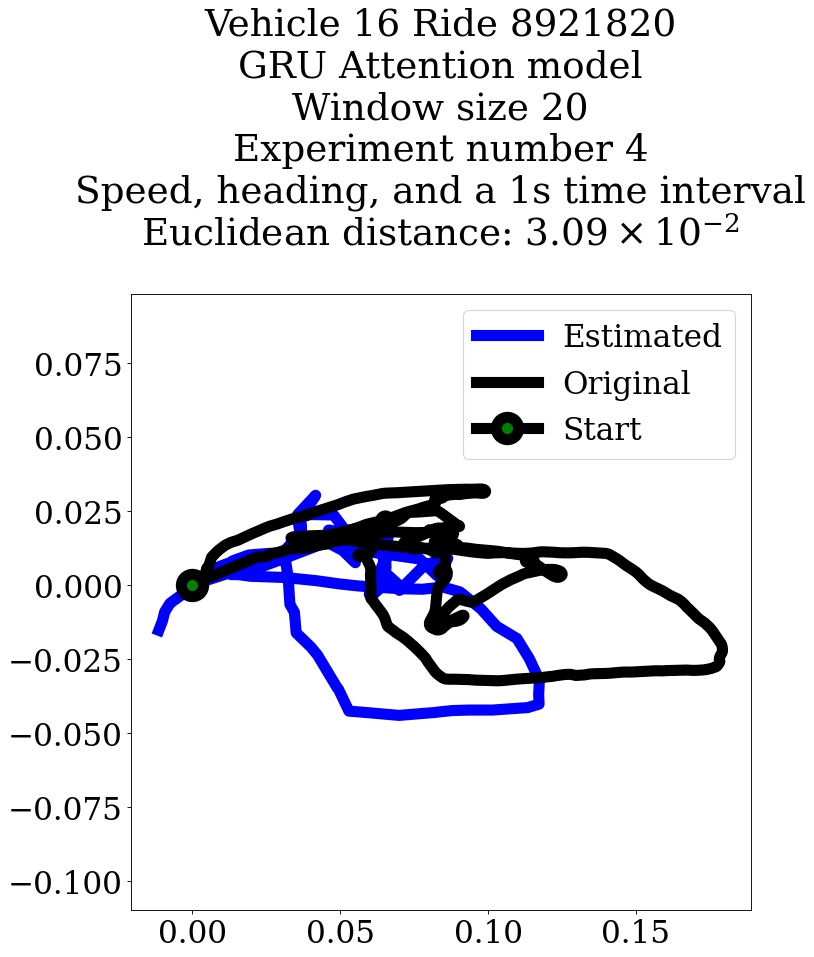 Vehicle 16 Ride 8921820
GRU Attention model
Window size 20
Experiment number 4
Speed, heading, and a 1s time interval
Euclidean distance: 3.09 × 10⁻²
Estimated
Original
Start
0.075
0.050
0.025
0.000
−0.025
−0.050
−0.075
−0.100
0.00 0.05 0.10 0.15